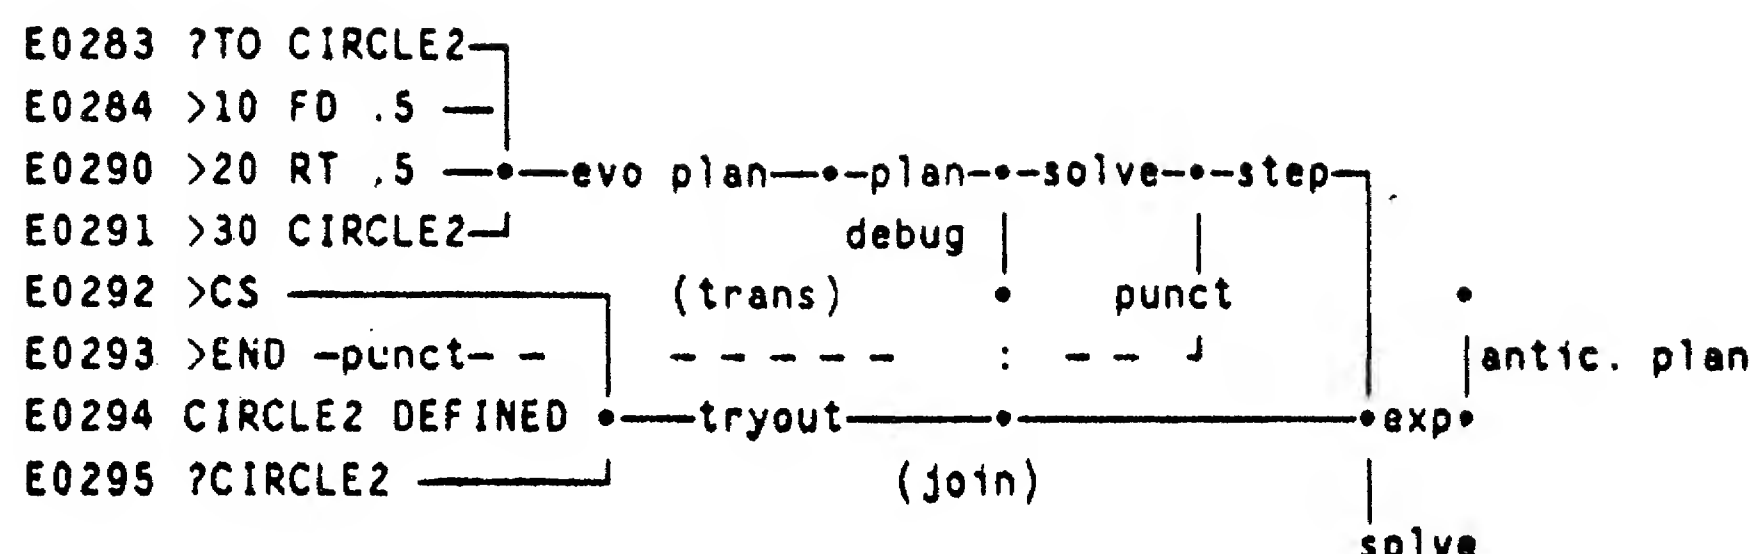 E0283 ?TO CIRCLE2
E0284 >10 FD .5
E0290 >20 RT .5 evo plan plan solve step
E0291 >30 CIRCLE2 debug
E0292 >CS (trans) punct
E0293 >END -punct- - - - - - - : - - antic. plan
E0294 CIRCLE2 DEFINED tryout exp
E0295 ?CIRCLE2 (join)
solve